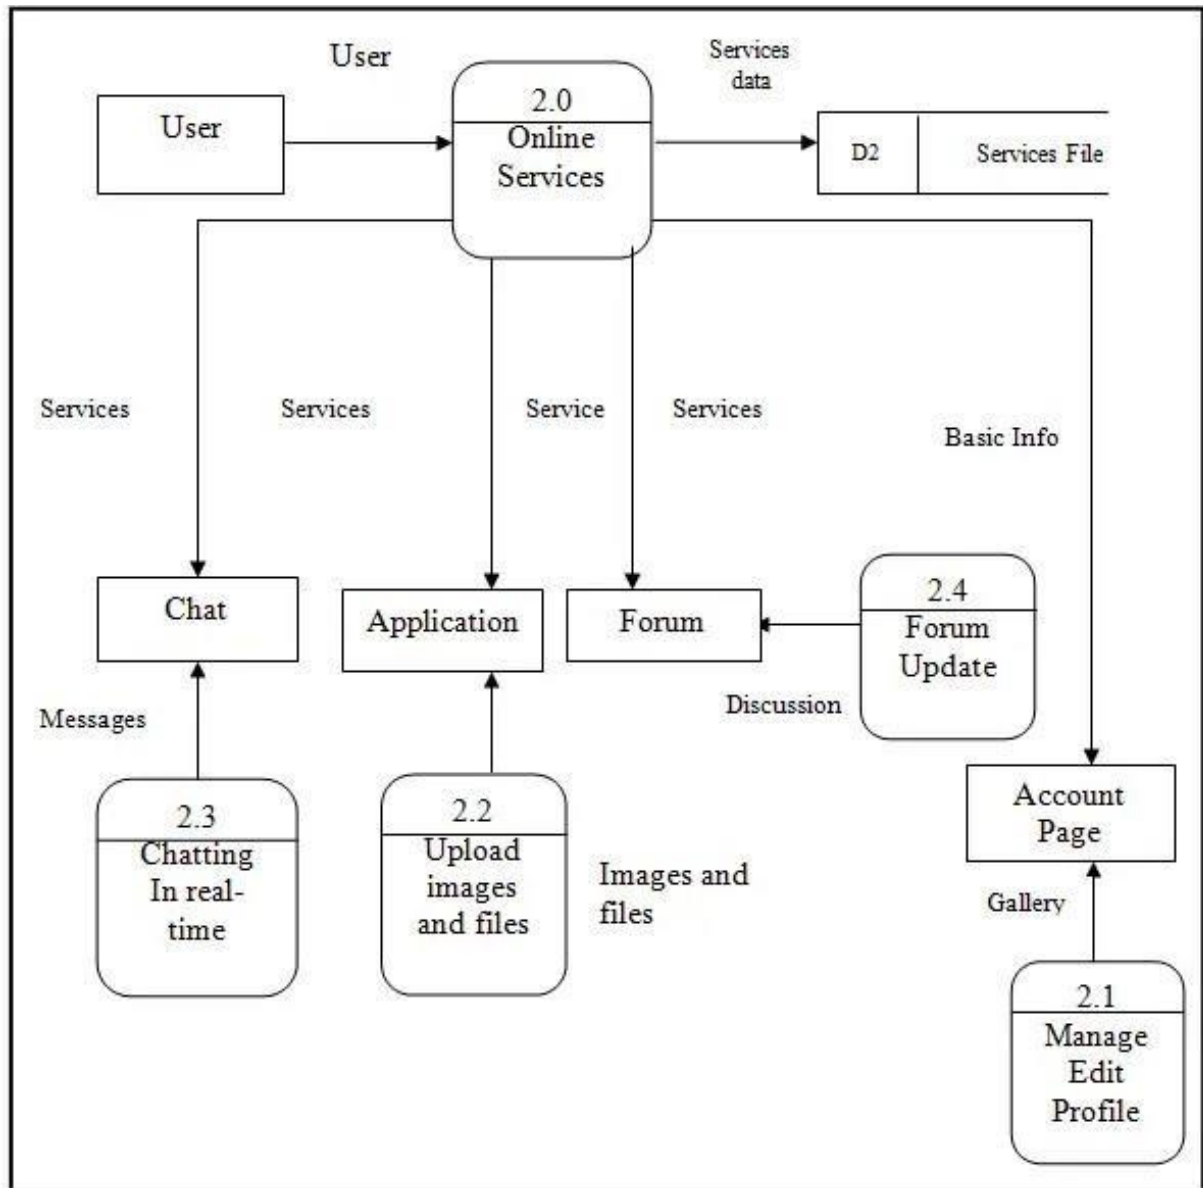 User
Services
data
User
2.0
Online
Services
D2
Services File
Services
Services
Service
Services
Basic Info
Chat
Application
Forum
2.4
Forum
Update
Messages
Discussion
2.3
Chatting
In real-
time
2.2
Upload
images
and files
Images and
files
Account
Page
Gallery
2.1
Manage
Edit
Profile